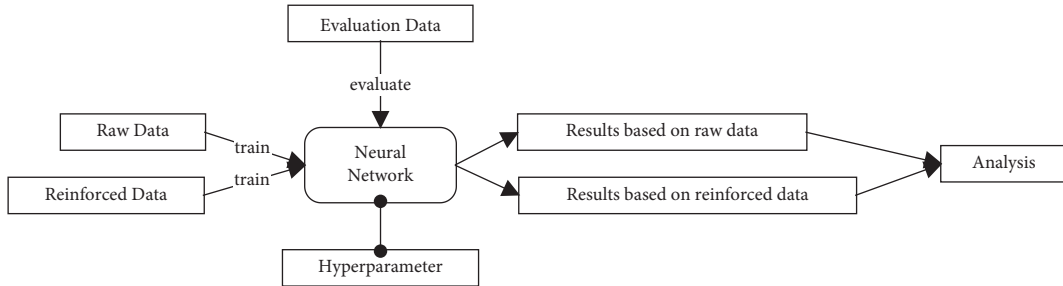 Evaluation Data
evaluate
Raw Data
train
Reinforced Data
train
Neural
Network
Hyperparameter
Results based on raw data
Results based on reinforced data
Analysis